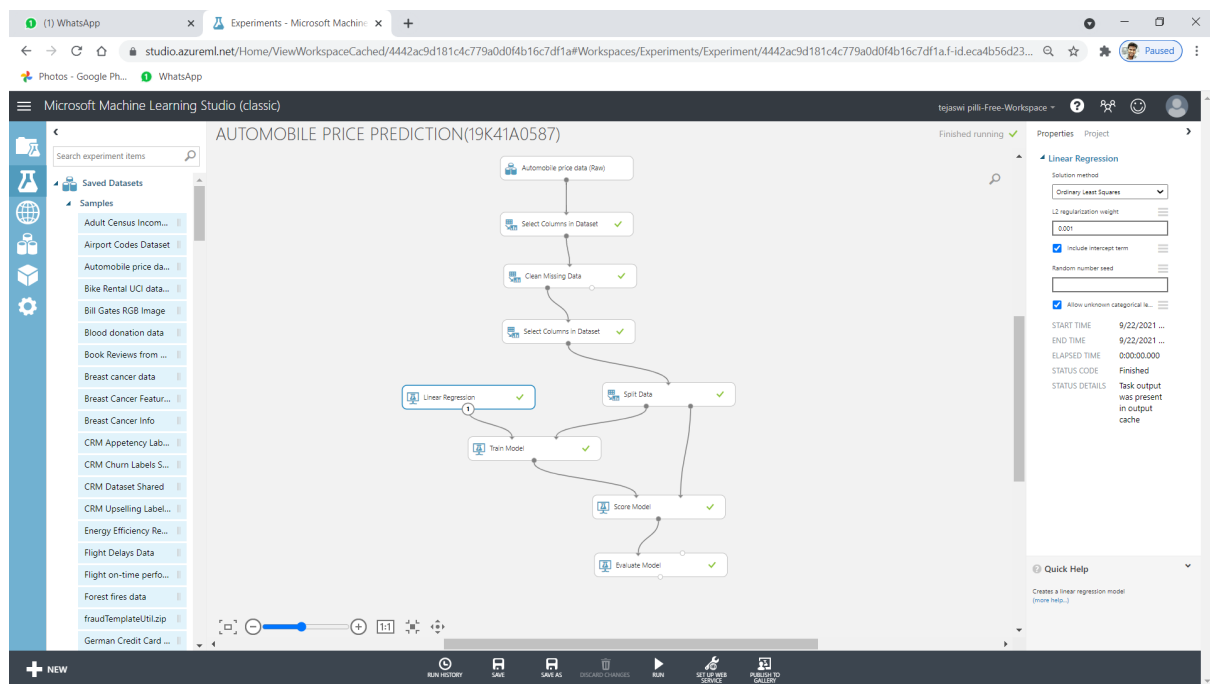 (1) WhatsApp
Experiments - Microsoft Machine
studio.azureml.net/Home/ViewWorkspaceCached/4442ac9d181c4c779a0d0f4b16c7df1a#Workspaces/Experiments/Experiment/4442ac9d181c4c779a0d0f4b16c7df1a.f-id.eca4b56d23...
Paused
Photos - Google Ph...
WhatsApp
Microsoft Machine Learning Studio (classic)
tejaswi pilli-Free-Workspace
Search experiment items
Saved Datasets
Samples
Adult Census Incom...
Airport Codes Dataset
Automobile price da...
Bike Rental UCI data...
Bill Gates RGB Image
Blood donation data
Book Reviews from ...
Breast cancer data
Breast Cancer Featur...
Breast Cancer Info
CRM Appetency Lab...
CRM Churn Labels S...
CRM Dataset Shared
CRM Upselling Label...
Energy Efficiency Re...
Flight Delays Data
Flight on-time perfo...
Forest fires data
fraudTemplateUtil.zip
German Credit Card ...
AUTOMOBILE PRICE PREDICTION(19K41A0587)
Finished running
Automobile price data (Raw)
Select Columns in Dataset
Clean Missing Data
Select Columns in Dataset
Split Data
Linear Regression
1
Train Model
Score Model
Evaluate Model
1:1
Properties Project
Linear Regression
Solution method
Ordinary Least Squares
L2 regularization weight
0.001
Include intercept term
Random number seed
Allow unknown categorical le...
START TIME 9/22/2021 ...
END TIME 9/22/2021 ...
ELAPSED TIME 0:00:00.000
STATUS CODE Finished
STATUS DETAILS Task output
was present
in output
cache
Quick Help
Creates a linear regression model
(more help...)
NEW
RUN HISTORY
SAVE
SAVE AS
DISCARD CHANGES
RUN
SET UP WEB
SERVICE
PUBLISH TO
GALLERY